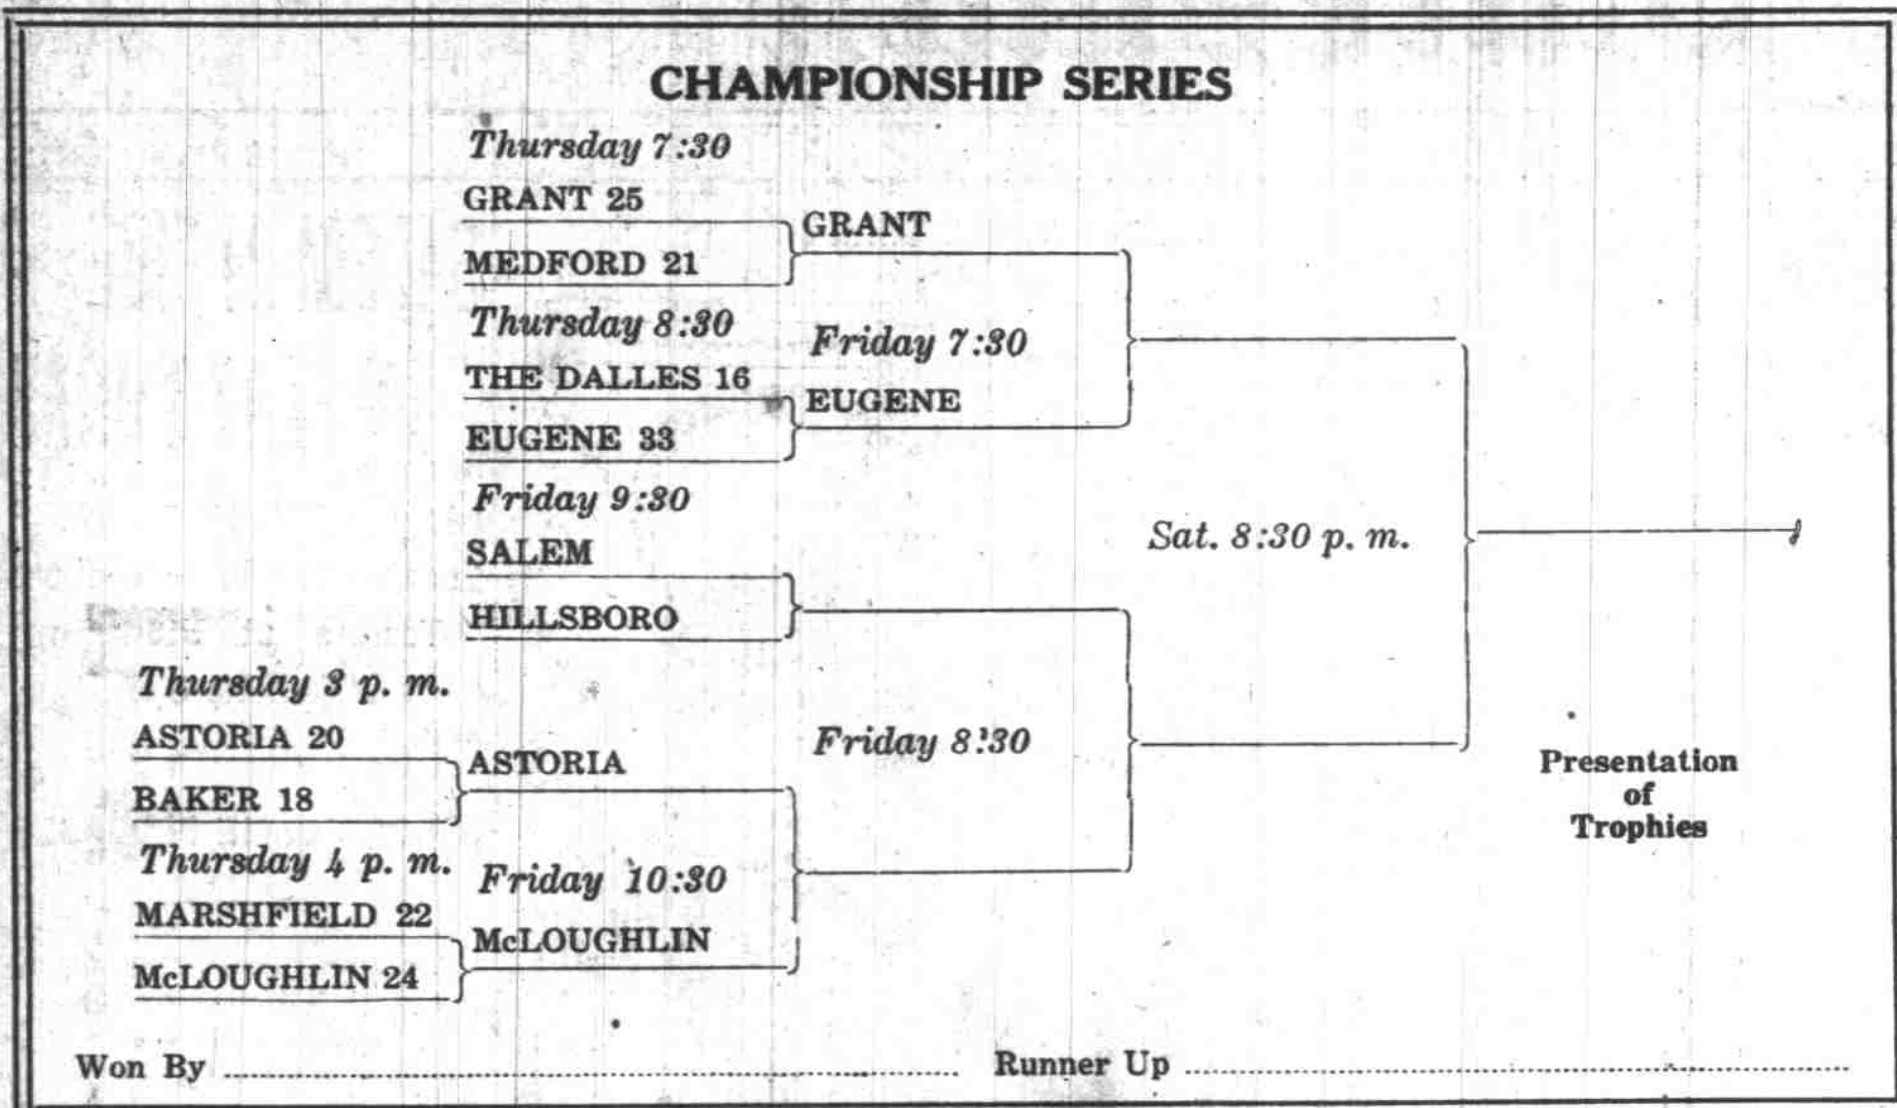 CHAMPIONSHIP SERIES
Thursday 7:30
GRANT 25
GRANT
MEDFORD 21
Thursday 8:30
Friday 7:30
THE DALLES 16
EUGENE
EUGENE 33
Friday 9:30
SALEM
Sat. 8:30 p. m.
HILLSBORO
Thursday 3 p. m.
ASTORIA 20
ASTORIA
Friday 8:30
BAKER 18
Presentation
of
Trophies
Thursday 4 p. m.
Friday 10:30
MARSHFIELD 22
McLOUGHLIN
McLOUGHLIN 24
Won By
Runner Up